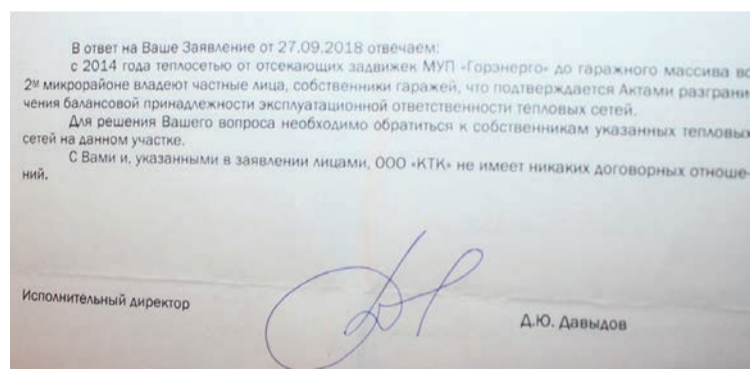 В ответ на Ваше Заявление от 27.09.2018 отвечаем:
с 2014 года теплосетью от отсекающих задвижек МУП «Горэнерго» до гаражного массива во
2м микрорайоне владеют частные лица, собственники гаражей, что подтверждается Актами разграни
чения балансовой принадлежности эксплуатационной ответственности тепловых сетей.
Для решения Вашего вопроса необходимо обратиться к собственникам указанных тепловых
сетей на данном участке.
С Вами и, указанными в заявлении лицами, ООО «КТК» не имеет никаких договорных отноше-
ний.
Исполнительный директор
Д.Ю. Давыдов